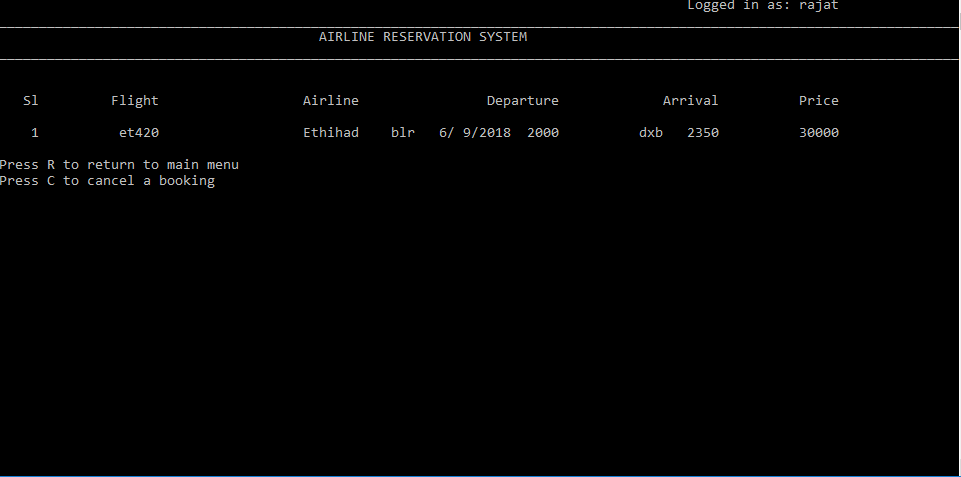 Logged in as: rajat
AIRLINE RESERVATION SYSTEM
Sl Flight Airline Departure Arrival Price
1 et420 Ethihad blr 6/ 9/2018 2000 dxb 2350 30000
Press R to return to main menu
Press C to cancel a booking